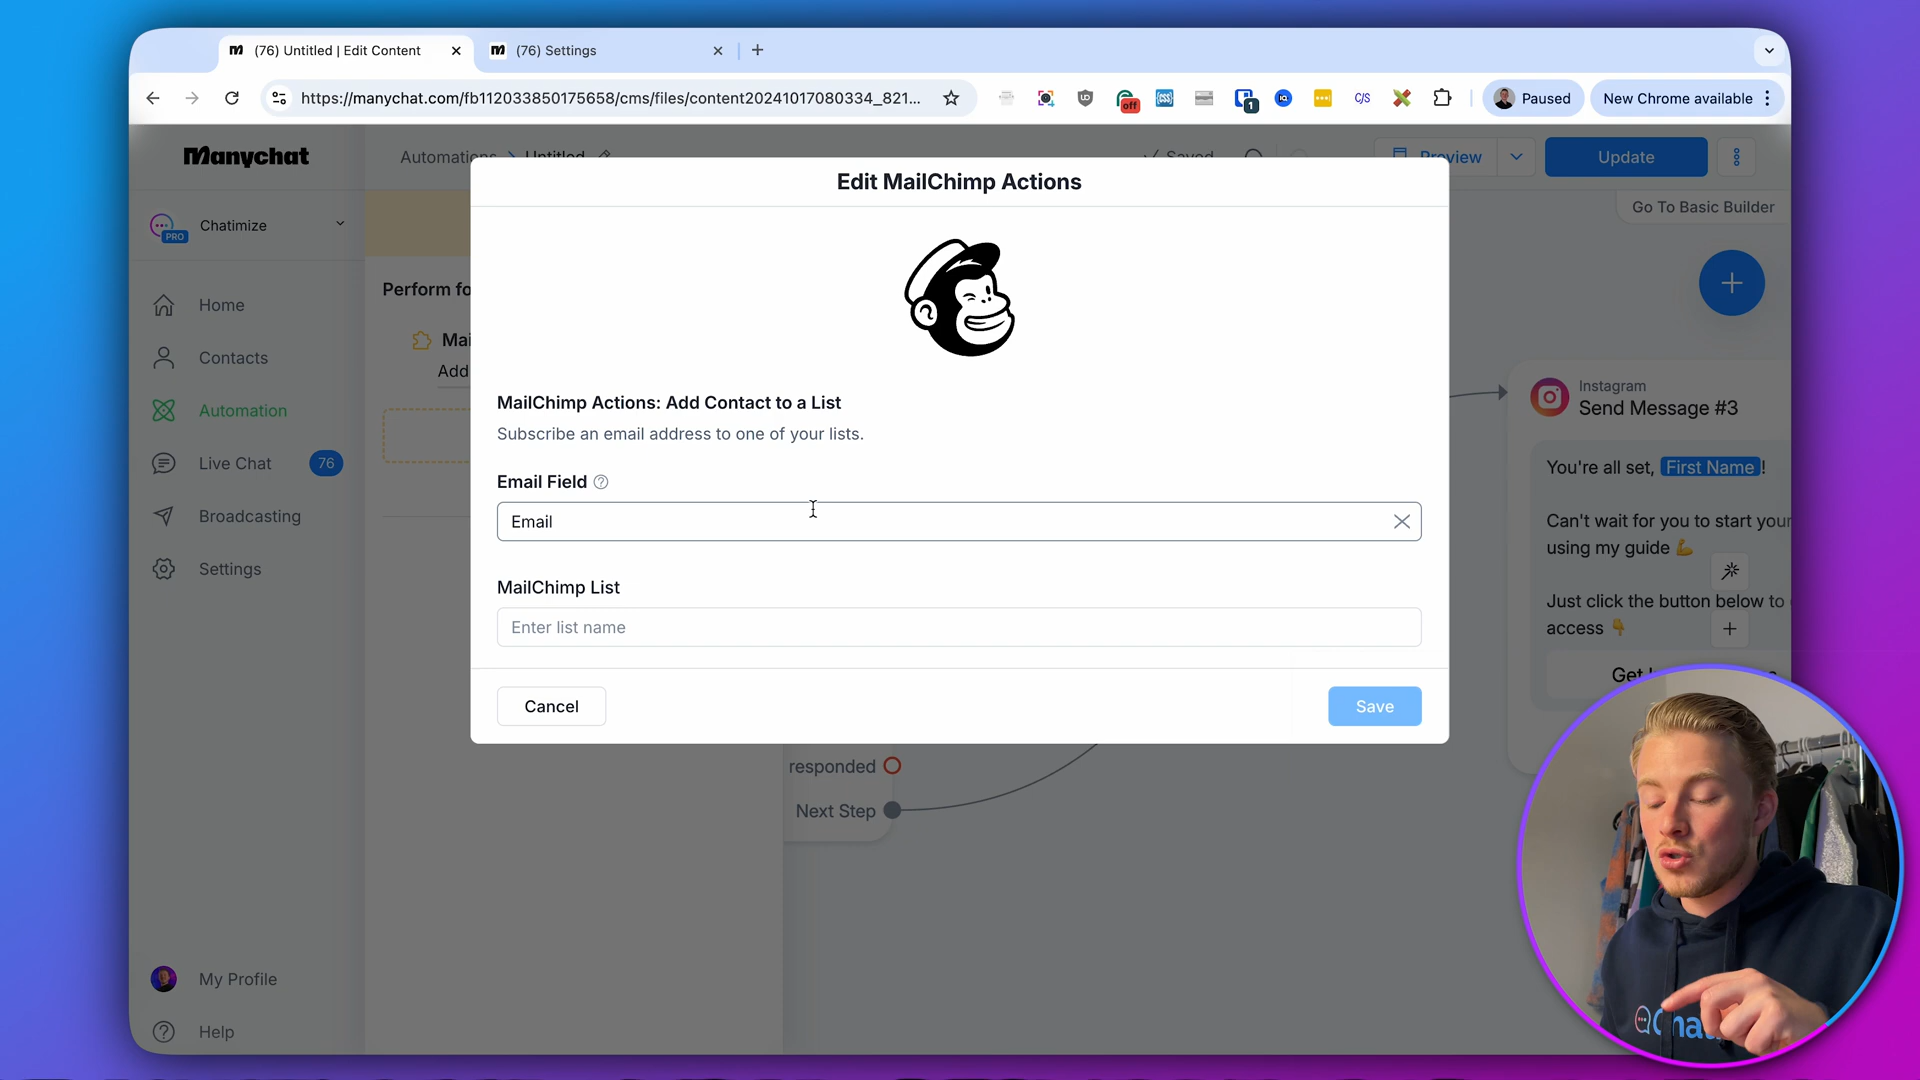 (76) Untitled | Edit Content
(76) Settings
https://manychat.com/fb112033850175658/cms/files/content20241017080334_821...
off
1
C/S
Paused
New Chrome available
Manychat
Automations > Untitled
Saved
Preview
Update
Edit MailChimp Actions
Go To Basic Builder
Chatimize
PRO
Perform fo
Home
Contacts
Automation
Live Chat
76
Broadcasting
Settings
My Profile
Help
Mai
Add
MailChimp Actions: Add Contact to a List
Subscribe an email address to one of your lists.
Email Field
Email
MailChimp List
Enter list name
Cancel
Save
responded
Next Step
Instagram
Send Message #3
You're all set, First Name !
Can't wait for you to start your
using my guide 💪
Just click the button below to
access 👇